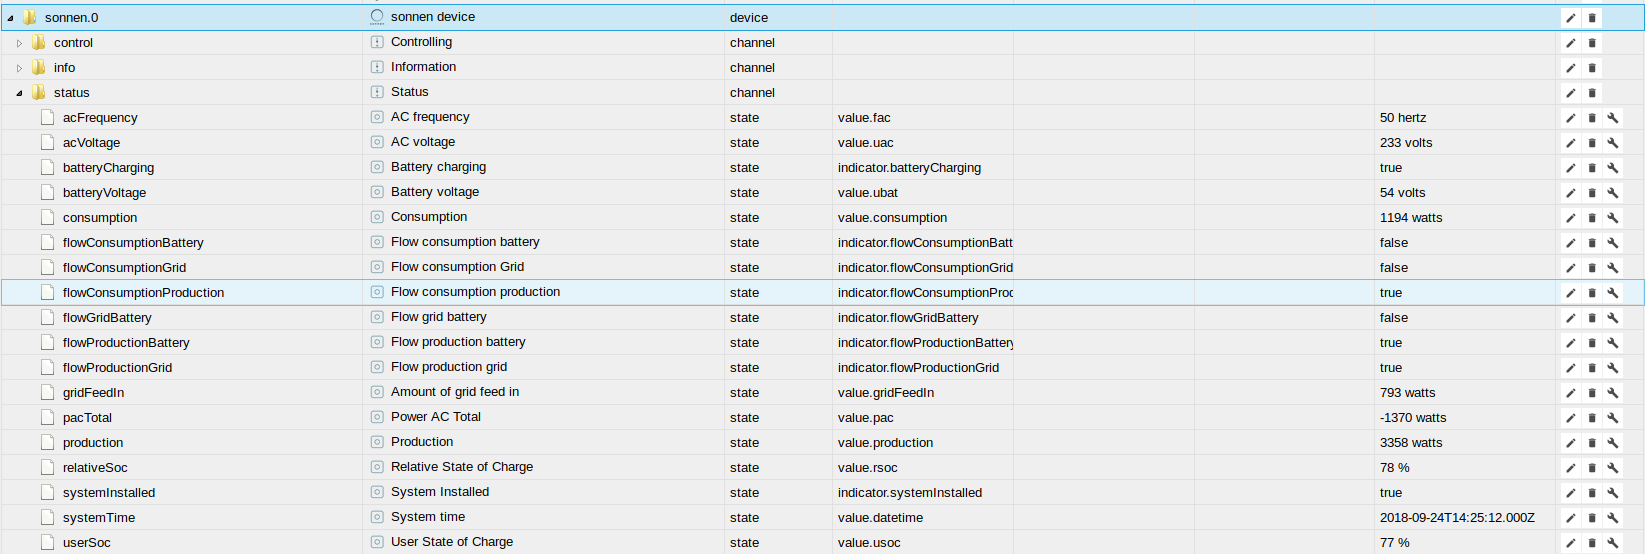 sonnen.0 sonnen device device
control Controlling channel
info Information channel
status Status channel
acFrequency AC frequency state value.fac 50 hertz
acVoltage AC voltage state value.uac 233 volts
batteryCharging Battery charging state indicator.batteryCharging true
batteryVoltage Battery voltage state value.ubat 54 volts
consumption Consumption state value.consumption 1194 watts
flowConsumptionBattery Flow consumption battery state indicator.flowConsumptionBatt false
flowConsumptionGrid Flow consumption Grid state indicator.flowConsumptionGrid false
flowConsumptionProduction Flow consumption production state indicator.flowConsumptionProd true
flowGridBattery Flow grid battery state indicator.flowGridBattery false
flowProductionBattery Flow production battery state indicator.flowProductionBattery true
flowProductionGrid Flow production grid state indicator.flowProductionGrid true
gridFeedIn Amount of grid feed in state value.gridFeedIn 793 watts
pacTotal Power AC Total state value.pac -1370 watts
production Production state value.production 3358 watts
relativeSoc Relative State of Charge state value.rsoc 78 %
systemInstalled System Installed state indicator.systemInstalled true
systemTime System time state value.datetime 2018-09-24T14:25:12.000Z
userSoc User State of Charge state value.usoc 77 %